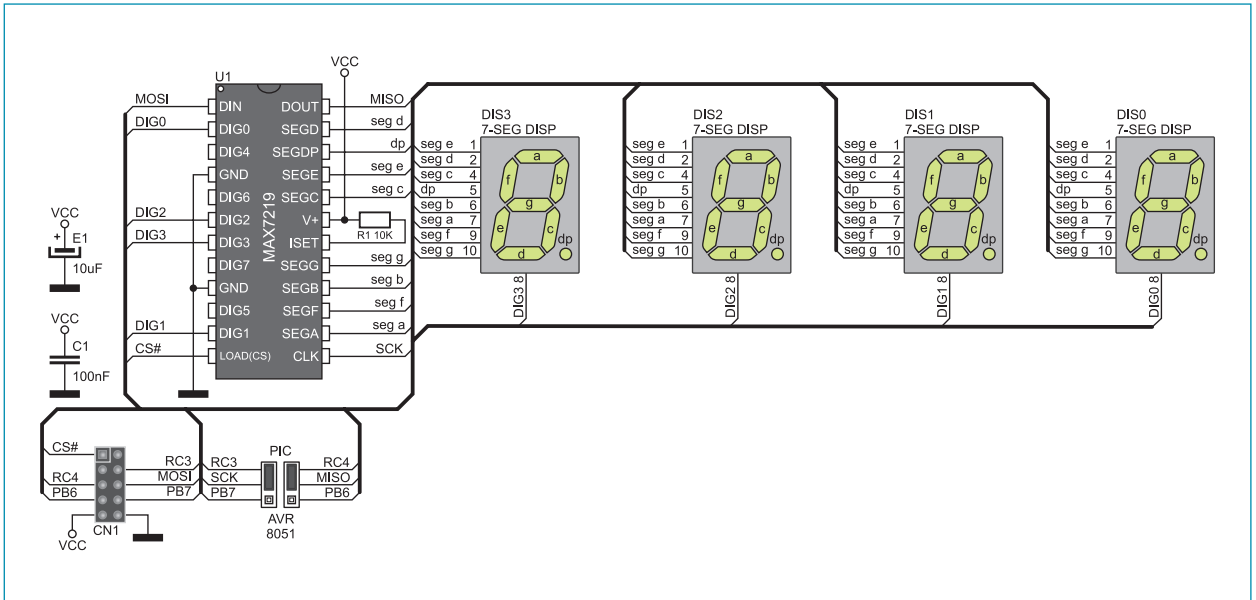 VCC
U1
MOSI DIN DOUT MISO
DIG0 DIG0 SEGD seg d
DIG4 SEGDP dp
GND SEGE seg e
DIG6 SEGC seg c
DIG2 DIG2 V+
R1 10K
DIG3 DIG3 ISET
DIG7 SEGG seg g
GND SEGB seg b
DIG5 SEGF seg f
DIG1 DIG1 SEGA seg a
CS# LOAD(CS) CLK SCK
MAX7219
VCC
+ E1
10uF
VCC
C1
100nF
DIS3
7-SEG DISP
seg e 1
seg d 2
seg c 4
dp 5
seg b 6
seg a 7
seg f 9
seg g 10
a
f b
g
e c
d dp
DIG3 8
DIS2
7-SEG DISP
seg e 1
seg d 2
seg c 4
dp 5
seg b 6
seg a 7
seg f 9
seg g 10
a
f b
g
e c
d dp
DIG2 8
DIS1
7-SEG DISP
seg e 1
seg d 2
seg c 4
dp 5
seg b 6
seg a 7
seg f 9
seg g 10
a
f b
g
e c
d dp
DIG1 8
DIS0
7-SEG DISP
seg e 1
seg d 2
seg c 4
dp 5
seg b 6
seg a 7
seg f 9
seg g 10
a
f b
g
e c
d dp
DIG0 8
CS#
RC3
RC4 MOSI
PB6 PB7
CN1
VCC
PIC
RC3 RC4
SCK MISO
PB7 PB6
AVR
8051